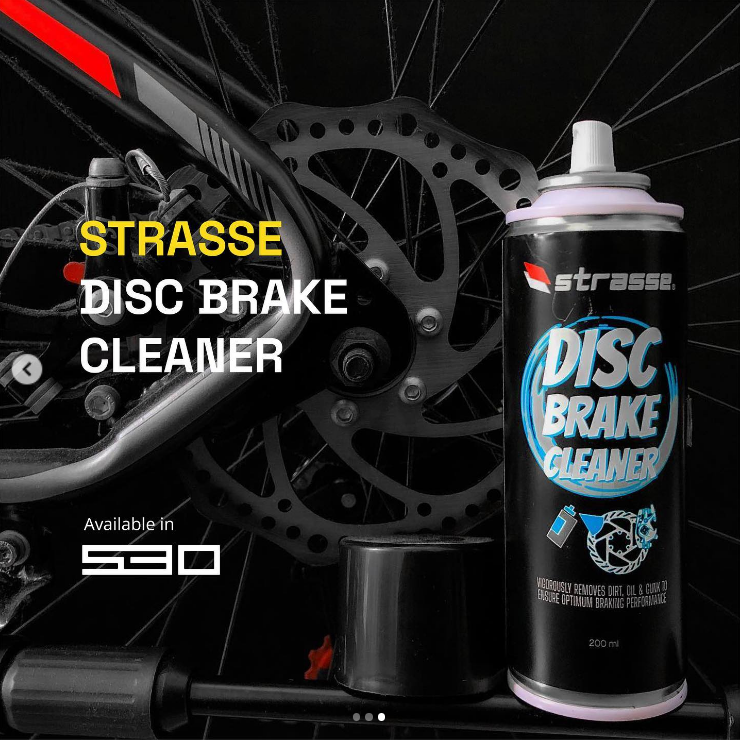 STRASSE
DISC BRAKE
CLEANER
Available in
530
strasse.
DISC
BRAKE
CLEANER
VIGOROUSLY REMOVES DIRT, OIL & GUNK TO
ENSURE OPTIMUM BRAKING PERFORMANCE
200 ml